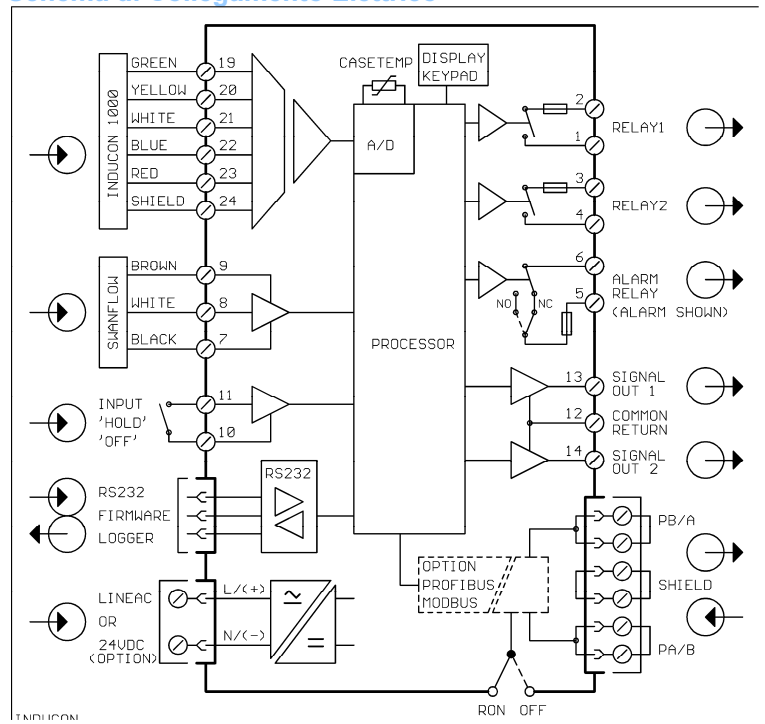 Schema di Collegamento Elettrico
INDUCON 1000
GREEN 19
YELLOW 20
WHITE 21
BLUE 22
RED 23
SHIELD 24
SWANFLOW
BROWN 9
WHITE 8
BLACK 7
INPUT 11
'HOLD'
'OFF' 10
RS232
FIRMWARE
LOGGER
RS232
LINEAC L/(+)
OR
24VDC N/(-)
(OPTION)
≃
=
CASETEMP
DISPLAY
KEYPAD
A/D
PROCESSOR
OPTION
PROFIBUS
MODBUS
2
RELAY1
1
3
RELAY2
4
6
ALARM
RELAY
5
(ALARM SHOWN)
NO NC
13 SIGNAL
OUT 1
12 COMMON
RETURN
14 SIGNAL
OUT 2
PB/A
SHIELD
PA/B
RON OFF
INDUCON